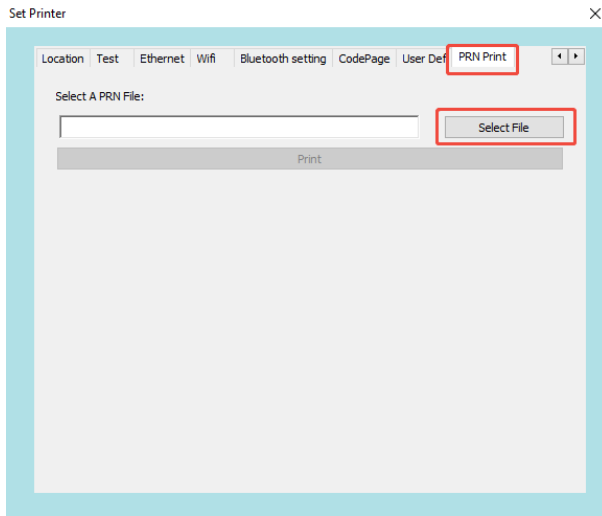 Set Printer
Location Test Ethernet Wifi Bluetooth setting CodePage User Def PRN Print
Select A PRN File:
Select File
Print